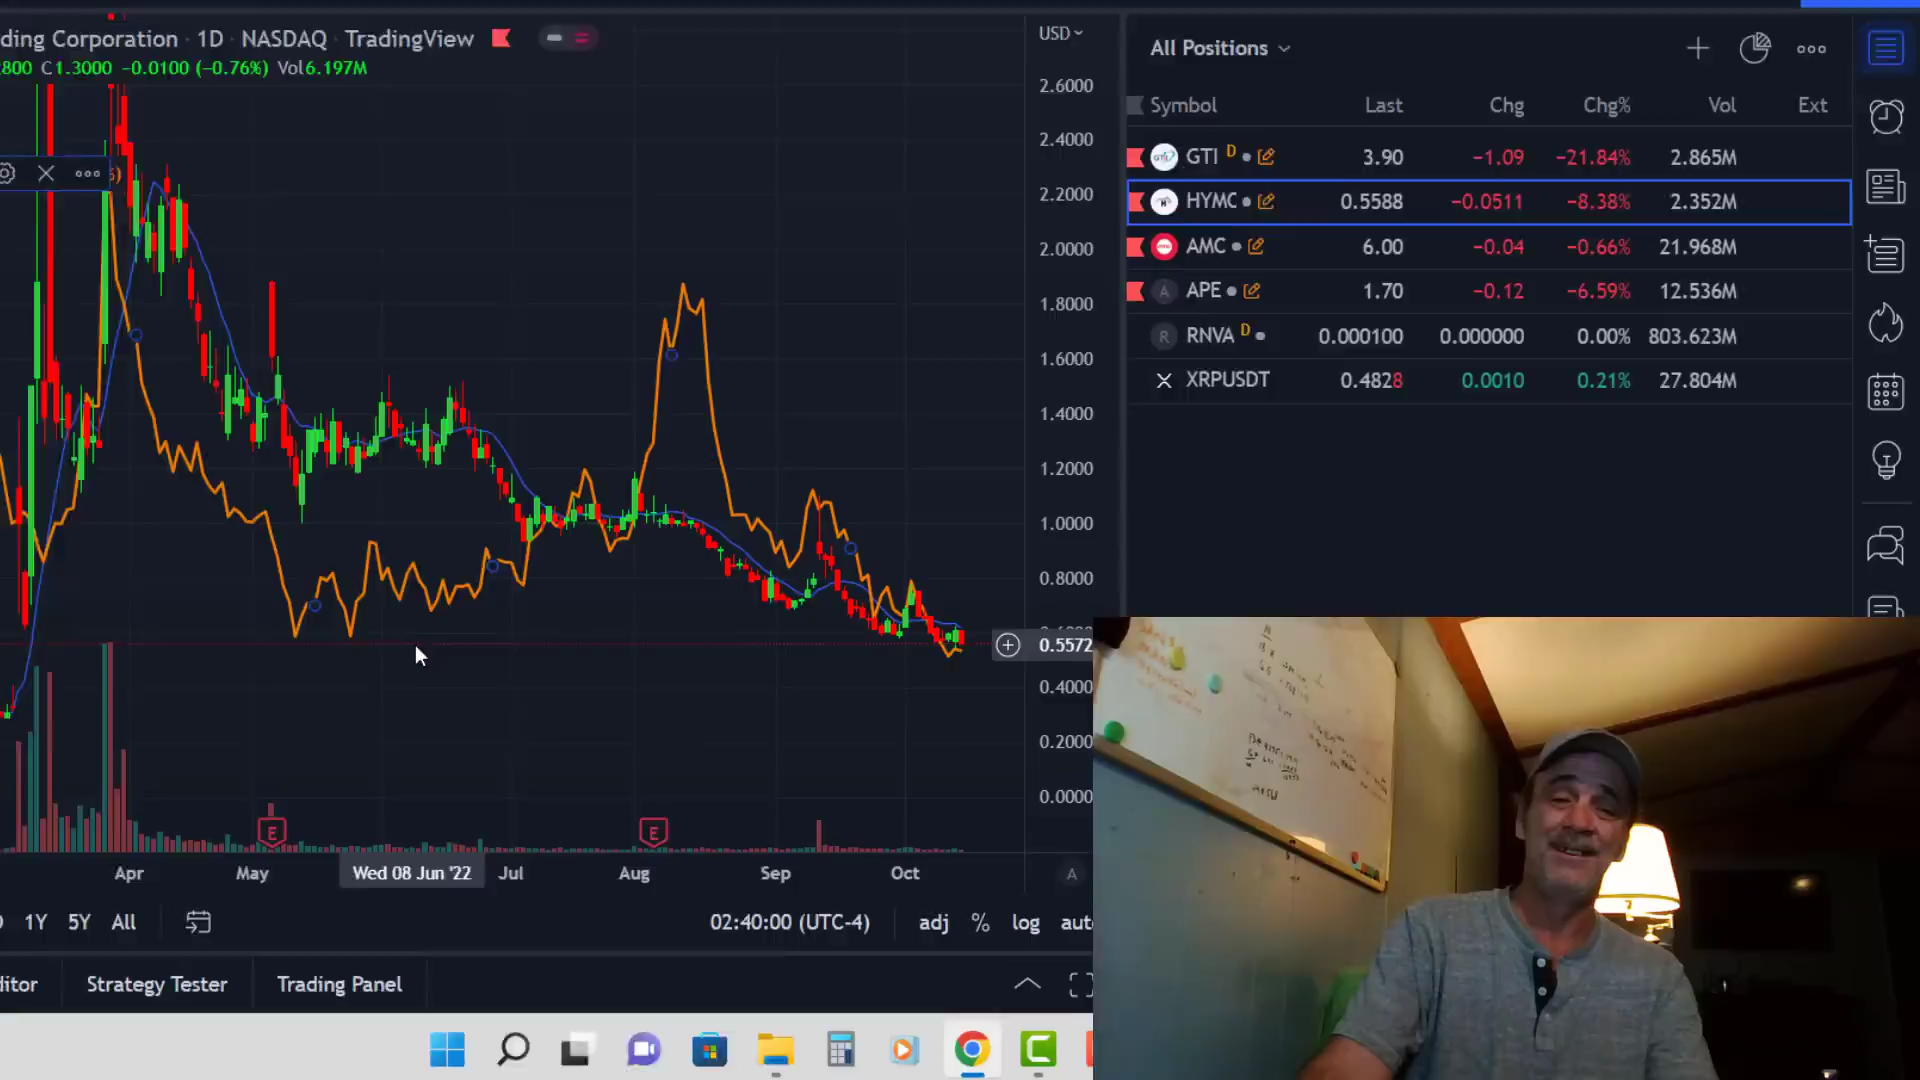 ding Corporation · 1D · NASDAQ · TradingView
800 C1.3000 −0.0100 (−0.76%) Vol6.197M
USD
2.6000
2.4000
2.2000
2.0000
1.8000
1.6000
1.4000
1.2000
1.0000
0.8000
0.5572
0.4000
0.2000
0.0000
E
E
Apr May Wed 08 Jun '22 Jul Aug Sep Oct A
1Y 5Y All 02:40:00 (UTC-4) adj % log aut
itor Strategy Tester Trading Panel
All Positions
Symbol Last Chg Chg% Vol Ext
GTI D 3.90 −1.09 −21.84% 2.865M
HYMC 0.5588 −0.0511 −8.38% 2.352M
AMC 6.00 −0.04 −0.66% 21.968M
A APE 1.70 −0.12 −6.59% 12.536M
R RNVA D 0.000100 0.000000 0.00% 803.623M
XRPUSDT 0.4828 0.0010 0.21% 27.804M